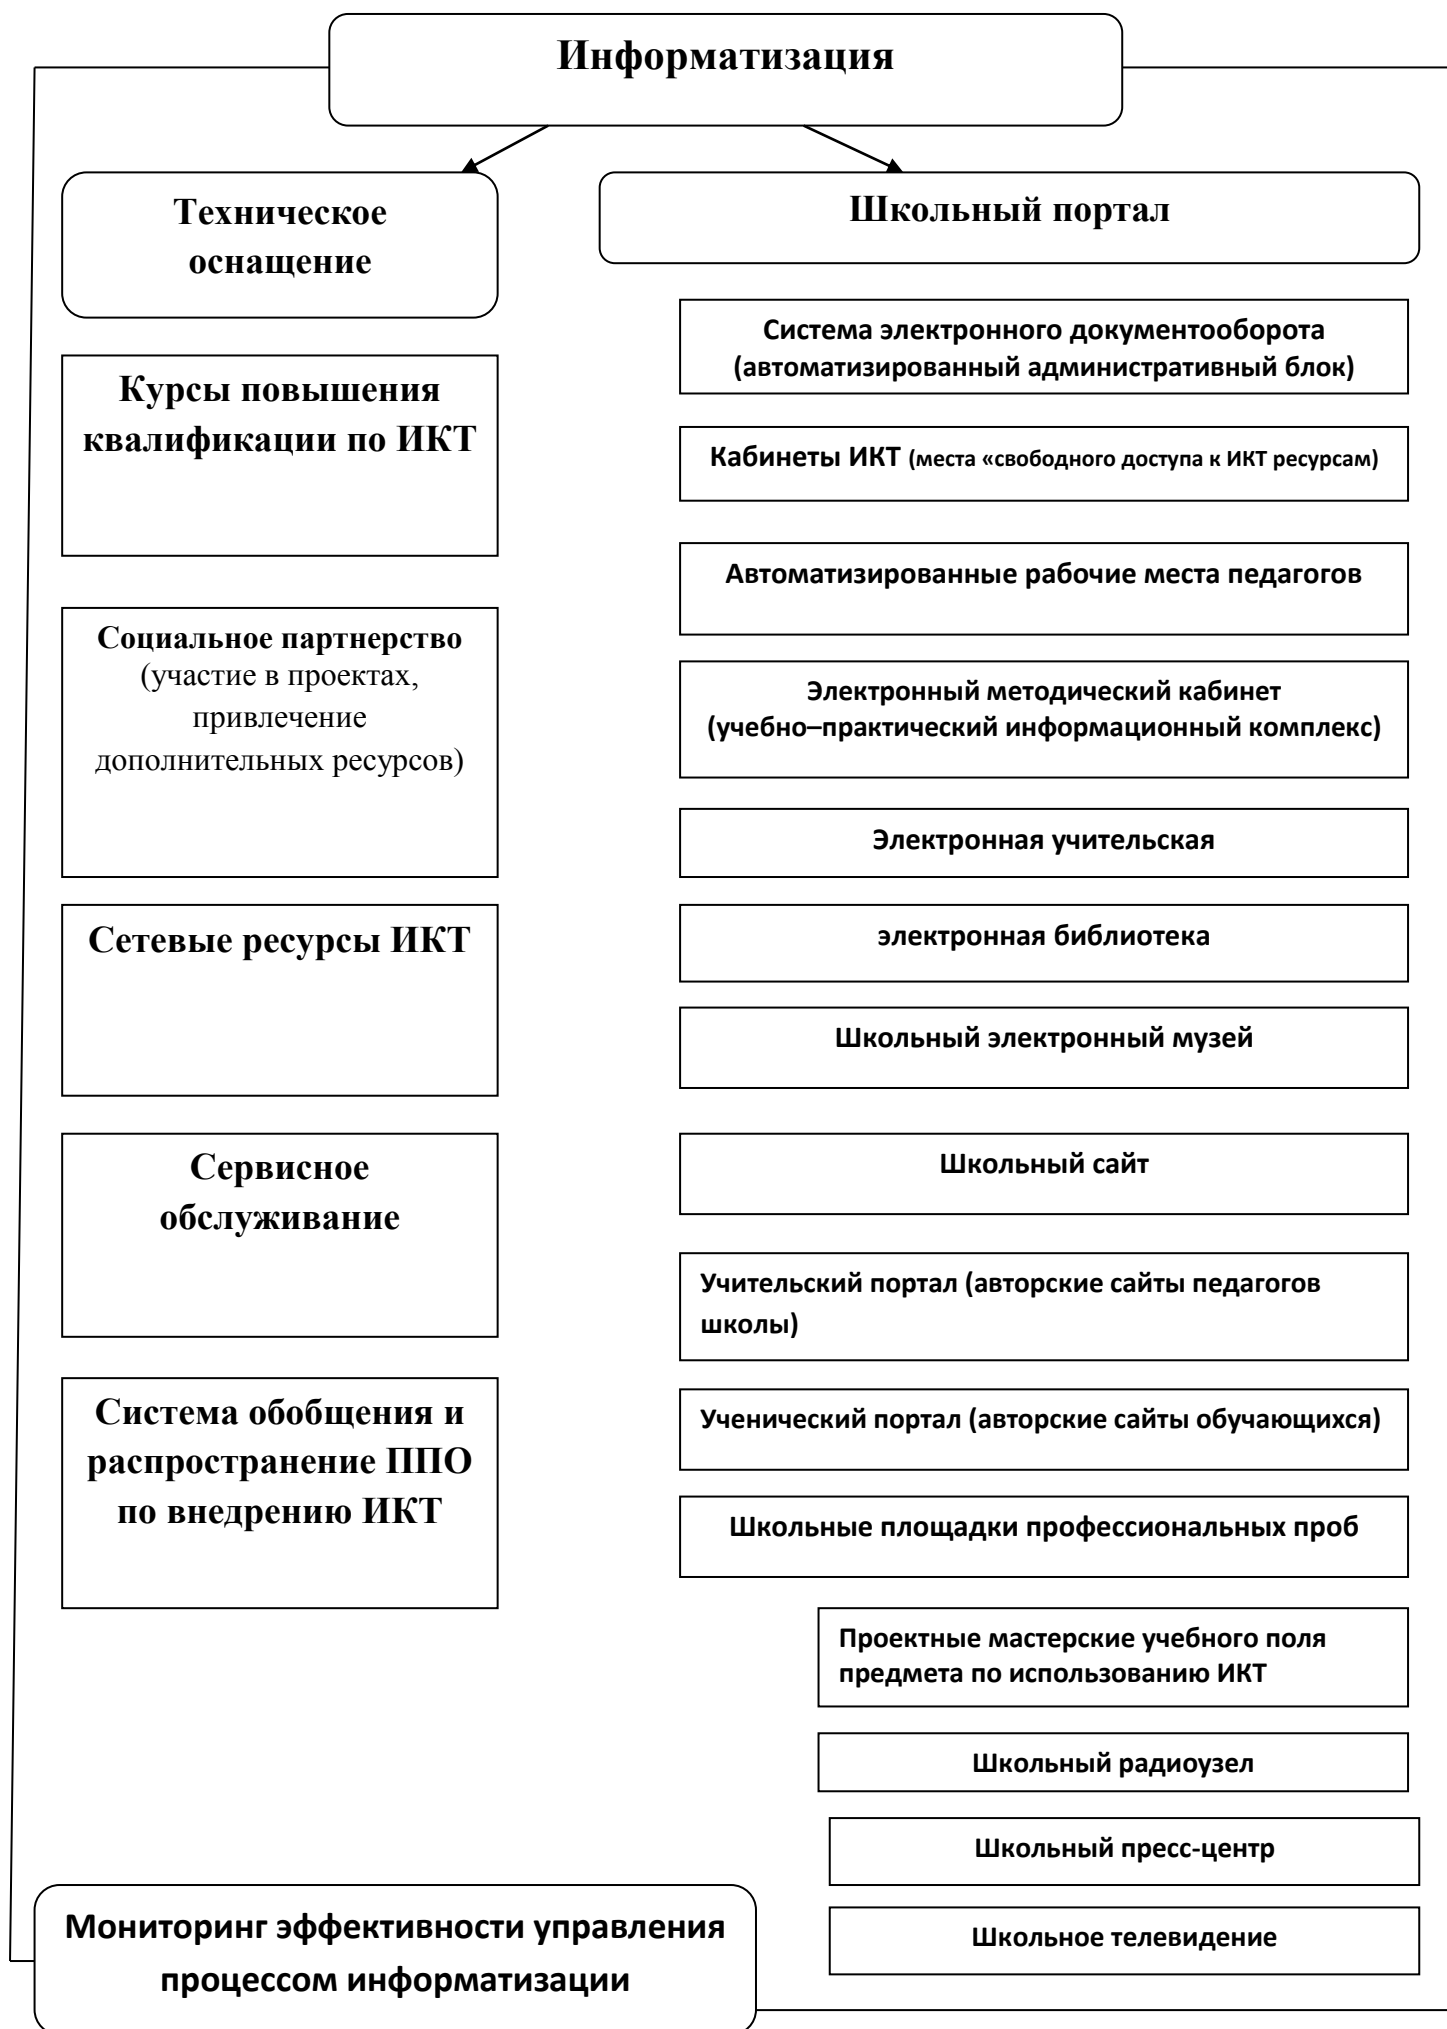 Информатизация
Техническое
оснащение
Курсы повышения
квалификации по ИКТ
Социальное партнерство
(участие в проектах,
привлечение
дополнительных ресурсов)
Сетевые ресурсы ИКТ
Сервисное
обслуживание
Система обобщения и
распространение ППО
по внедрению ИКТ
Школьный портал
Система электронного документооборота
(автоматизированный административный блок)
Кабинеты ИКТ (места «свободного доступа к ИКТ ресурсам)
Автоматизированные рабочие места педагогов
Электронный методический кабинет
(учебно–практический информационный комплекс)
Электронная учительская
электронная библиотека
Школьный электронный музей
Школьный сайт
Учительский портал (авторские сайты педагогов
школы)
Ученический портал (авторские сайты обучающихся)
Школьные площадки профессиональных проб
Проектные мастерские учебного поля
предмета по использованию ИКТ
Школьный радиоузел
Школьный пресс-центр
Школьное телевидение
Мониторинг эффективности управления
процессом информатизации